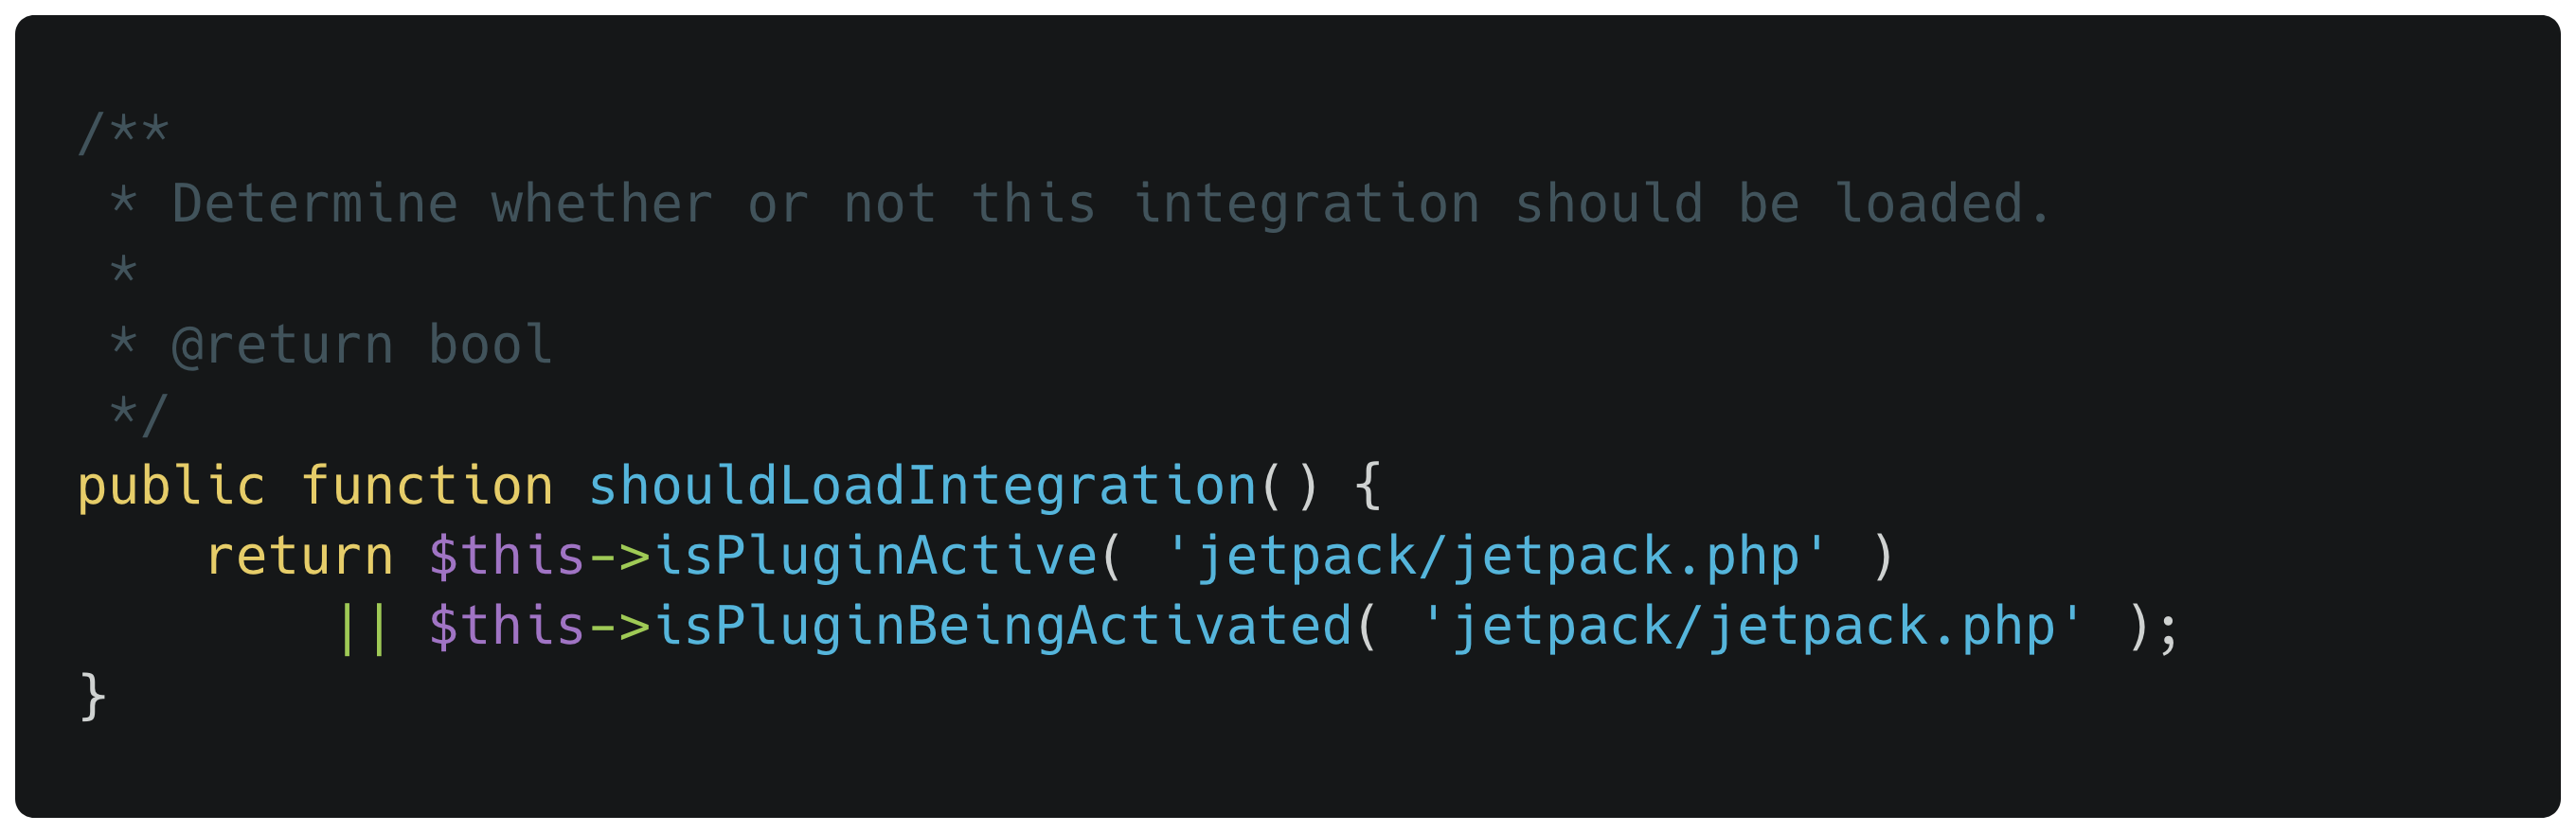 /**
 * Determine whether or not this integration should be loaded.
 *
 * @return bool
 */
public function shouldLoadIntegration() {
    return $this->isPluginActive( 'jetpack/jetpack.php' )
        || $this->isPluginBeingActivated( 'jetpack/jetpack.php' );
}